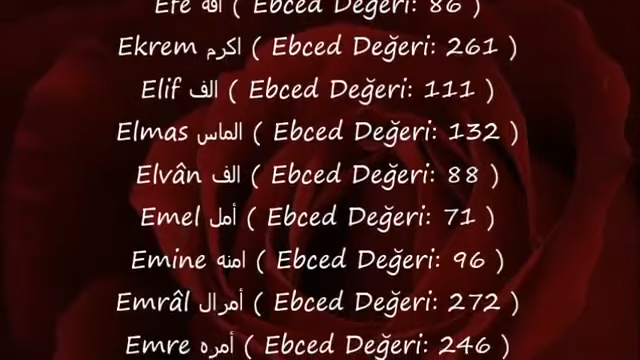 Efe افه ( Ebced Değeri: 86 )
Ekrem اكرم ( Ebced Değeri: 261 )
Elif الف ( Ebced Değeri: 111 )
Elmas الماس ( Ebced Değeri: 132 )
Elvân الف ( Ebced Değeri: 88 )
Emel أمل ( Ebced Değeri: 71 )
Emine امنه ( Ebced Değeri: 96 )
Emrâl أمرال ( Ebced Değeri: 272 )
Emre أمره ( Ebced Değeri: 246 )